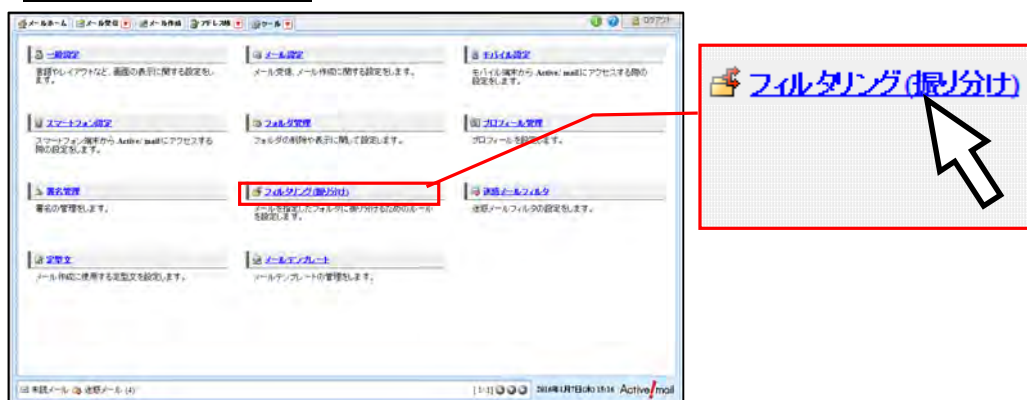 メールホーム メール受信 メール作成 アドレス帳 ツール ログアウト
一般設定
言語やレイアウトなど、画面の表示に関する設定をし
ます。
メール設定
メール受信、メール作成に関する設定をします。
モバイル設定
モバイル端末から Active! mailにアクセスする際の
設定をします。
スマートフォン設定
スマートフォン端末から Active! mailにアクセスする
際の設定をします。
フォルダ管理
フォルダの削除や表示に関して設定します。
プロフィール管理
プロフィールを設定します。
署名管理
署名の管理をします。
フィルタリング(振り分け)
メールを指定したフォルダに振り分けるためのルール
を設定します。
迷惑メールフィルタ
迷惑メールフィルタの設定をします。
定型文
メール作成に使用する定型文を設定します。
メールテンプレート
メールテンプレートの管理をします。
未読メール 迷惑メール (4)
[1/1]
Active! mail
フィルタリング(振り分け)